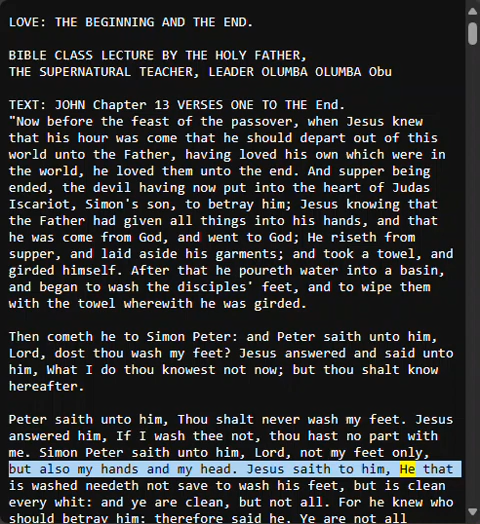 LOVE: THE BEGINNING AND THE END.
BIBLE CLASS LECTURE BY THE HOLY FATHER,
THE SUPERNATURAL TEACHER, LEADER OLUMBA OLUMBA Obu
TEXT: JOHN Chapter 13 VERSES ONE TO THE End.
"Now before the feast of the passover, when Jesus knew
that his hour was come that he should depart out of this
world unto the Father, having loved his own which were in
the world, he loved them unto the end. And supper being
ended, the devil having now put into the heart of Judas
Iscariot, Simon's son, to betray him; Jesus knowing that
the Father had given all things into his hands, and that
he was come from God, and went to God; He riseth from
supper, and laid aside his garments; and took a towel, and
girded himself. After that he poureth water into a basin,
and began to wash the disciples' feet, and to wipe them
with the towel wherewith he was girded.
Then cometh he to Simon Peter: and Peter saith unto him,
Lord, dost thou wash my feet? Jesus answered and said unto
him, What I do thou knowest not now; but thou shalt know
hereafter.
Peter saith unto him, Thou shalt never wash my feet. Jesus
answered him, If I wash thee not, thou hast no part with
me. Simon Peter saith unto him, Lord, not my feet only,
but also my hands and my head. Jesus saith to him, He that
is washed needeth not save to wash his feet, but is clean
every whit: and ye are clean, but not all. For he knew who
should betray him: therefore said he, Ye are not all